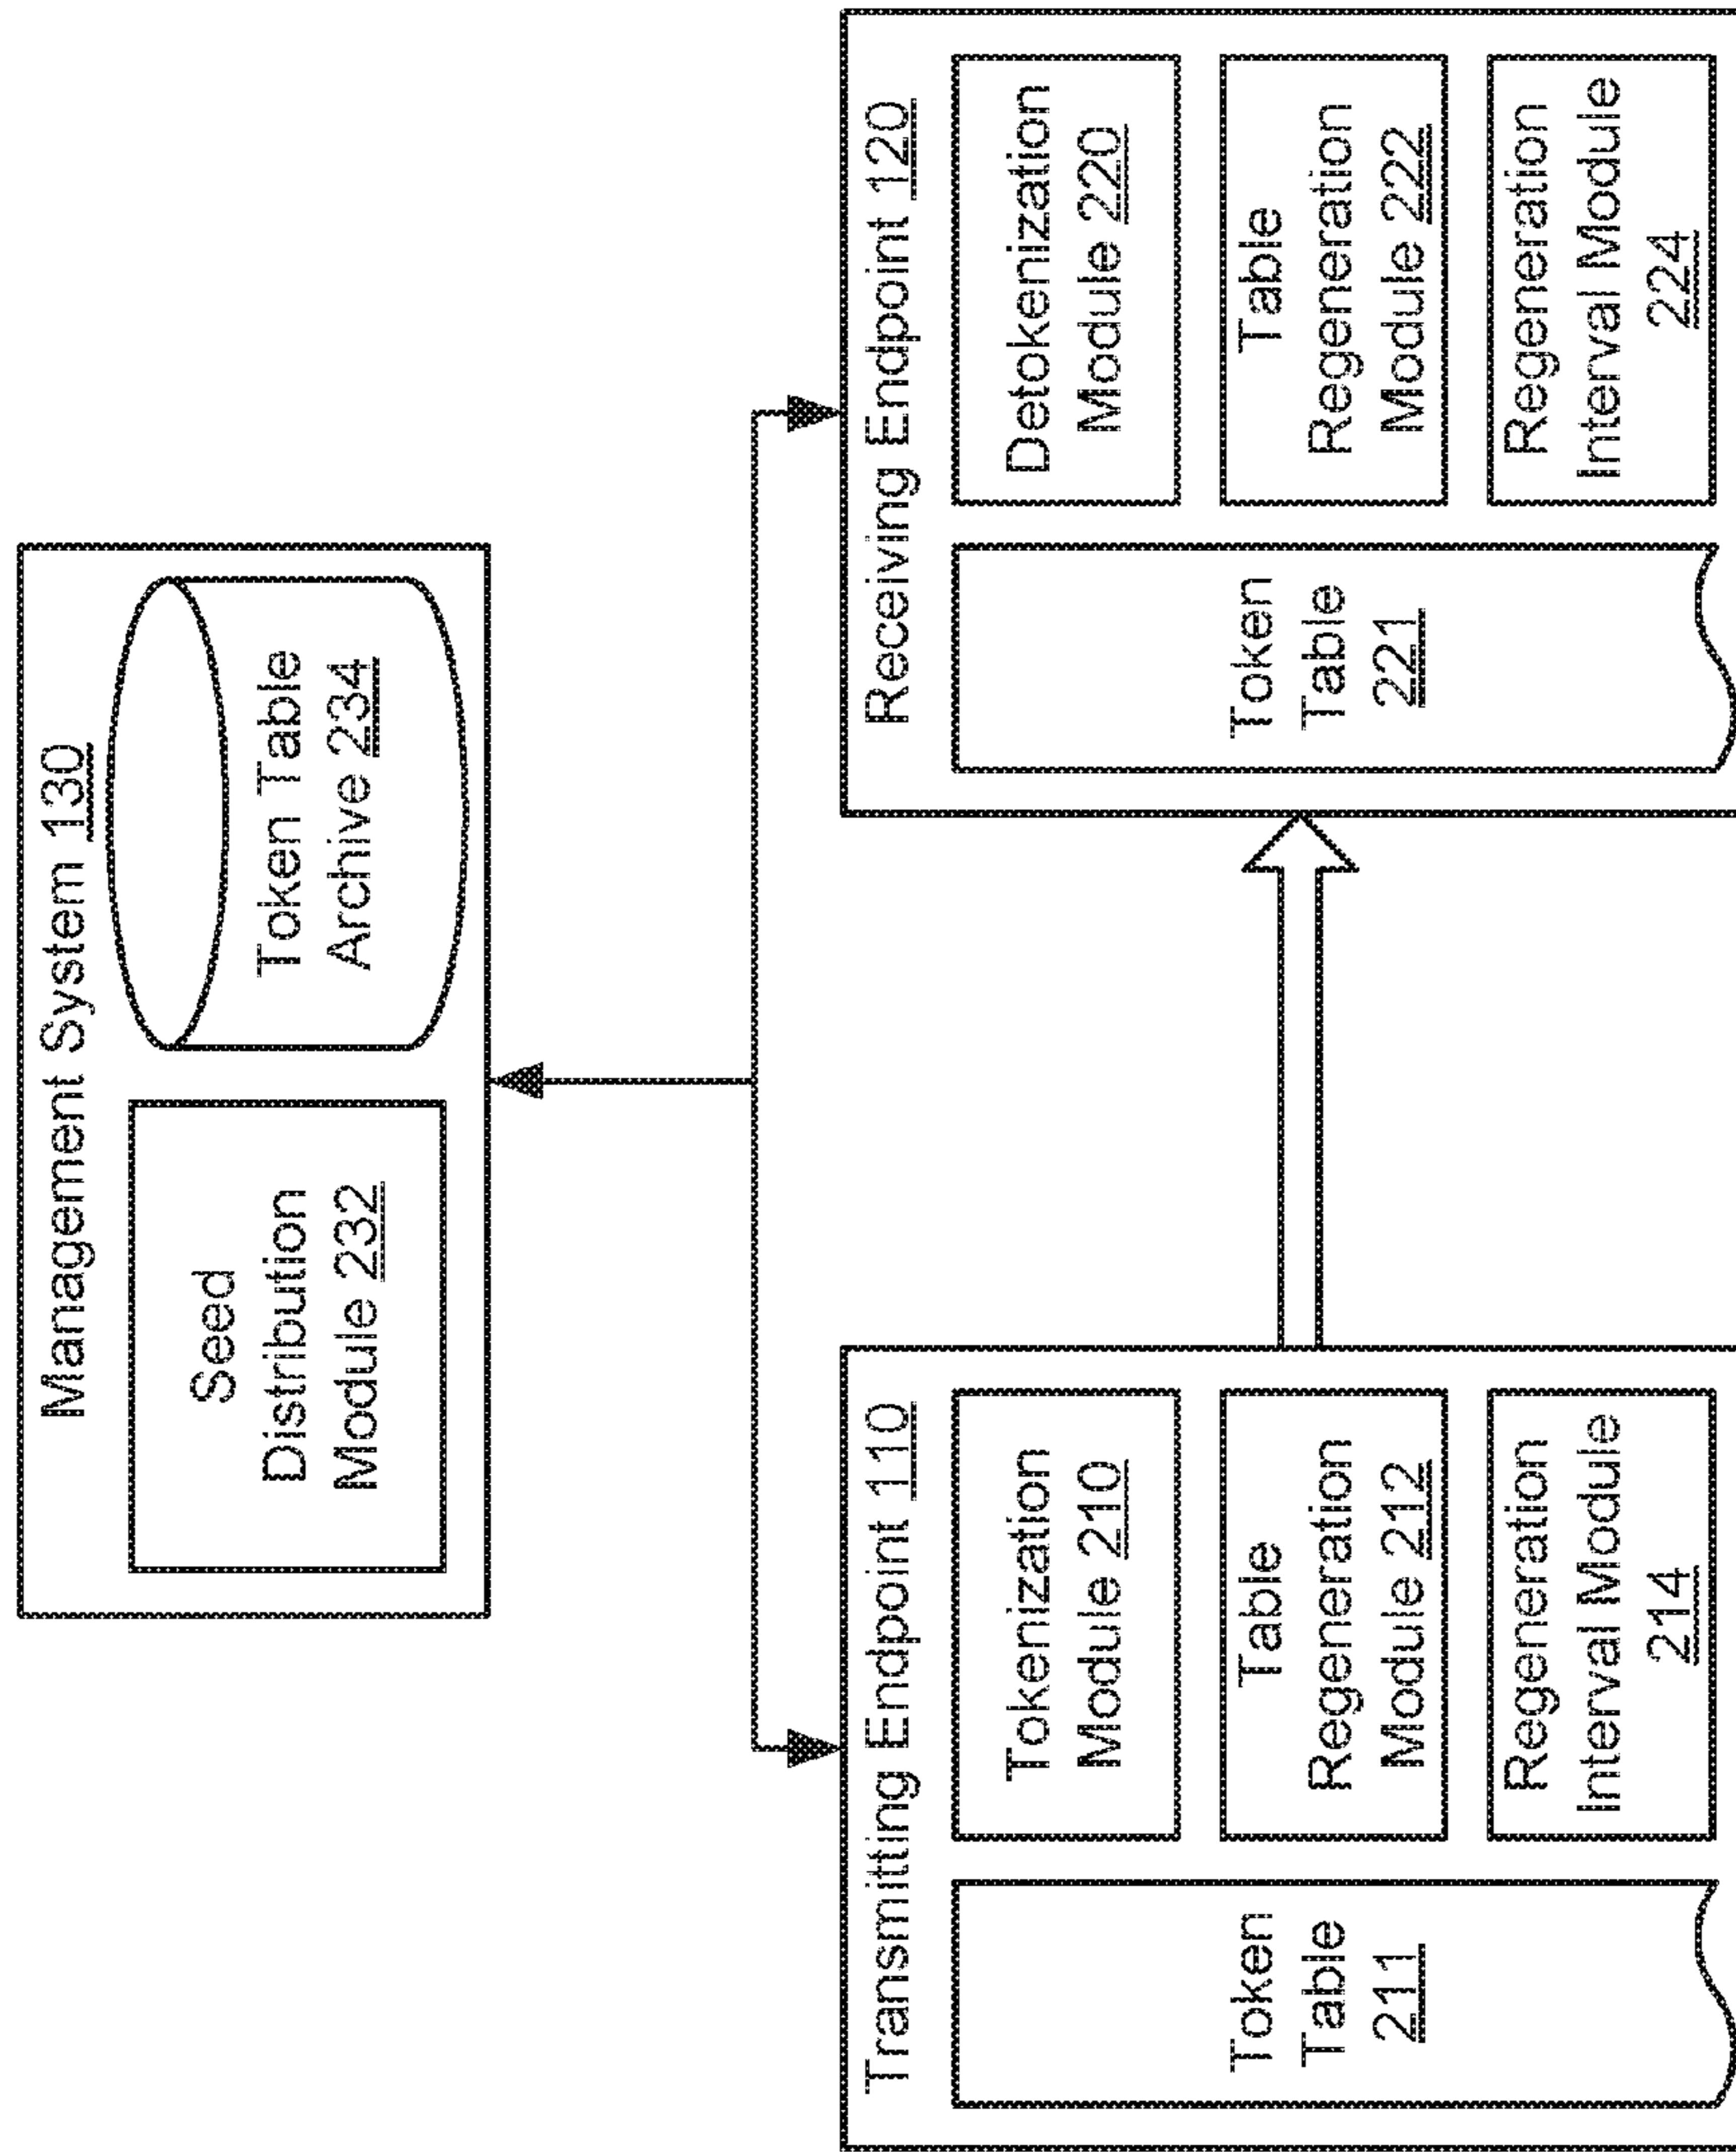 Management System 130
Seed
Distribution
Module 232
Token Table
Archive 234
Transmitting Endpoint 110
Token
Table
211
Tokenization
Module 210
Table
Regeneration
Module 212
Regeneration
Interval Module
214
Receiving Endpoint 120
Token
Table
221
Detokenization
Module 220
Table
Regeneration
Module 222
Regeneration
Interval Module
224